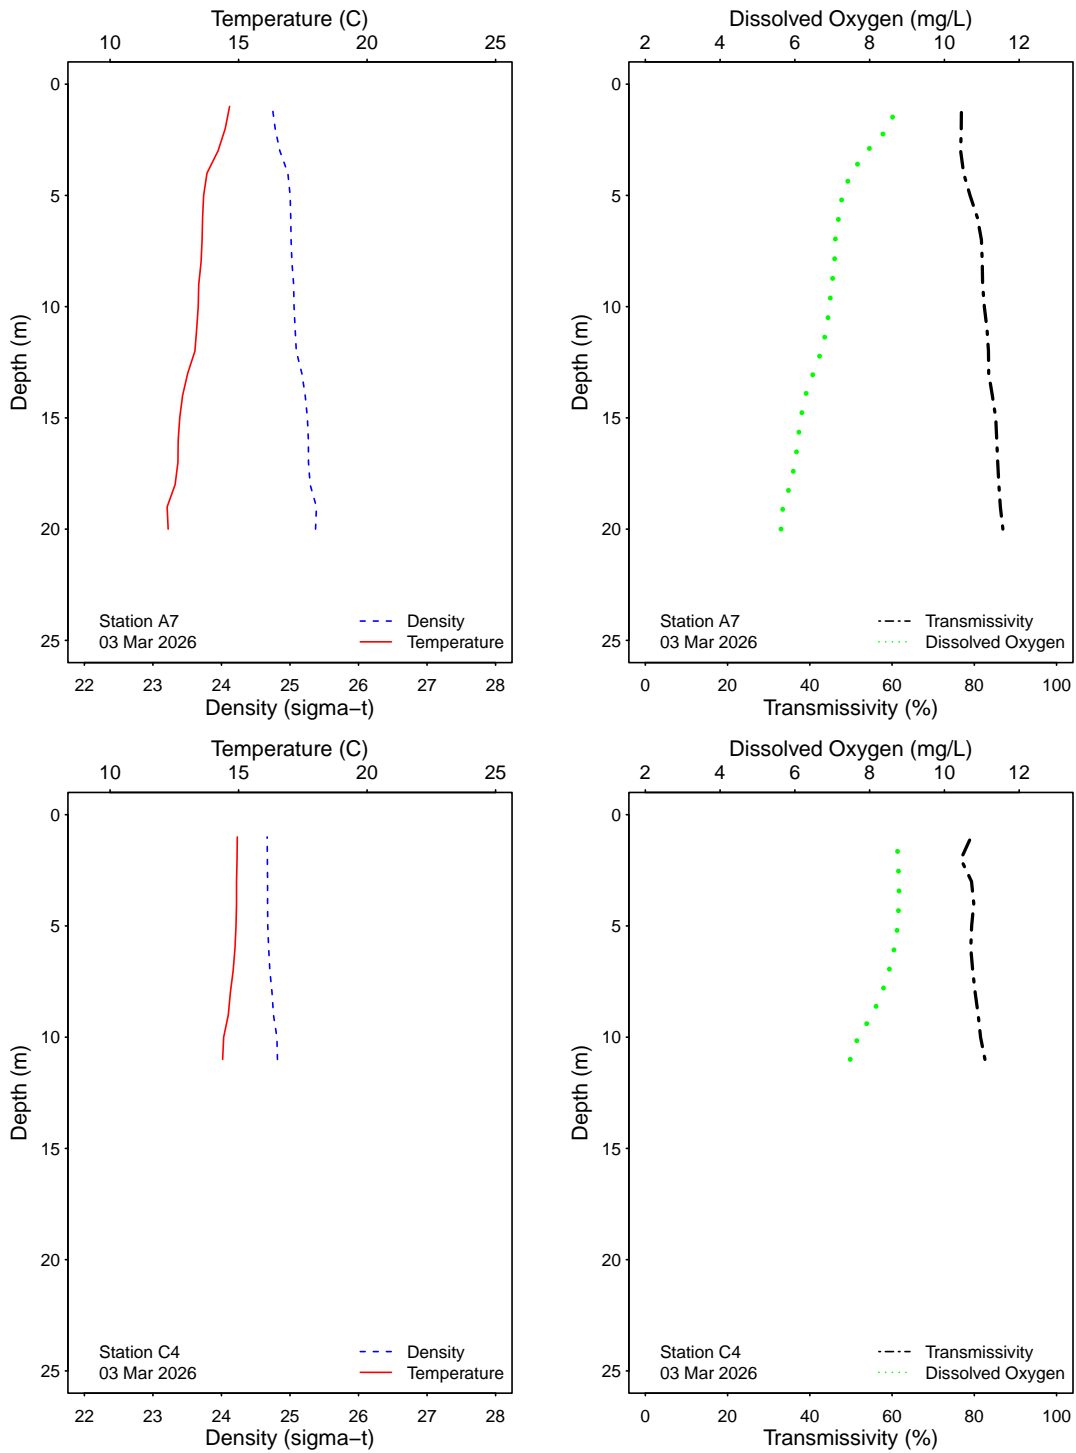 Temperature (C)
10 15 20 25
0
5
10
15
20
25
Depth (m)
Station A7
03 Mar 2026
Density
Temperature
22 23 24 25 26 27 28
Density (sigma−t)
Dissolved Oxygen (mg/L)
2 4 6 8 10 12
0
5
10
15
20
25
Depth (m)
Station A7
03 Mar 2026
Transmissivity
Dissolved Oxygen
0 20 40 60 80 100
Transmissivity (%)
Temperature (C)
10 15 20 25
0
5
10
15
20
25
Depth (m)
Station C4
03 Mar 2026
Density
Temperature
22 23 24 25 26 27 28
Density (sigma−t)
Dissolved Oxygen (mg/L)
2 4 6 8 10 12
0
5
10
15
20
25
Depth (m)
Station C4
03 Mar 2026
Transmissivity
Dissolved Oxygen
0 20 40 60 80 100
Transmissivity (%)